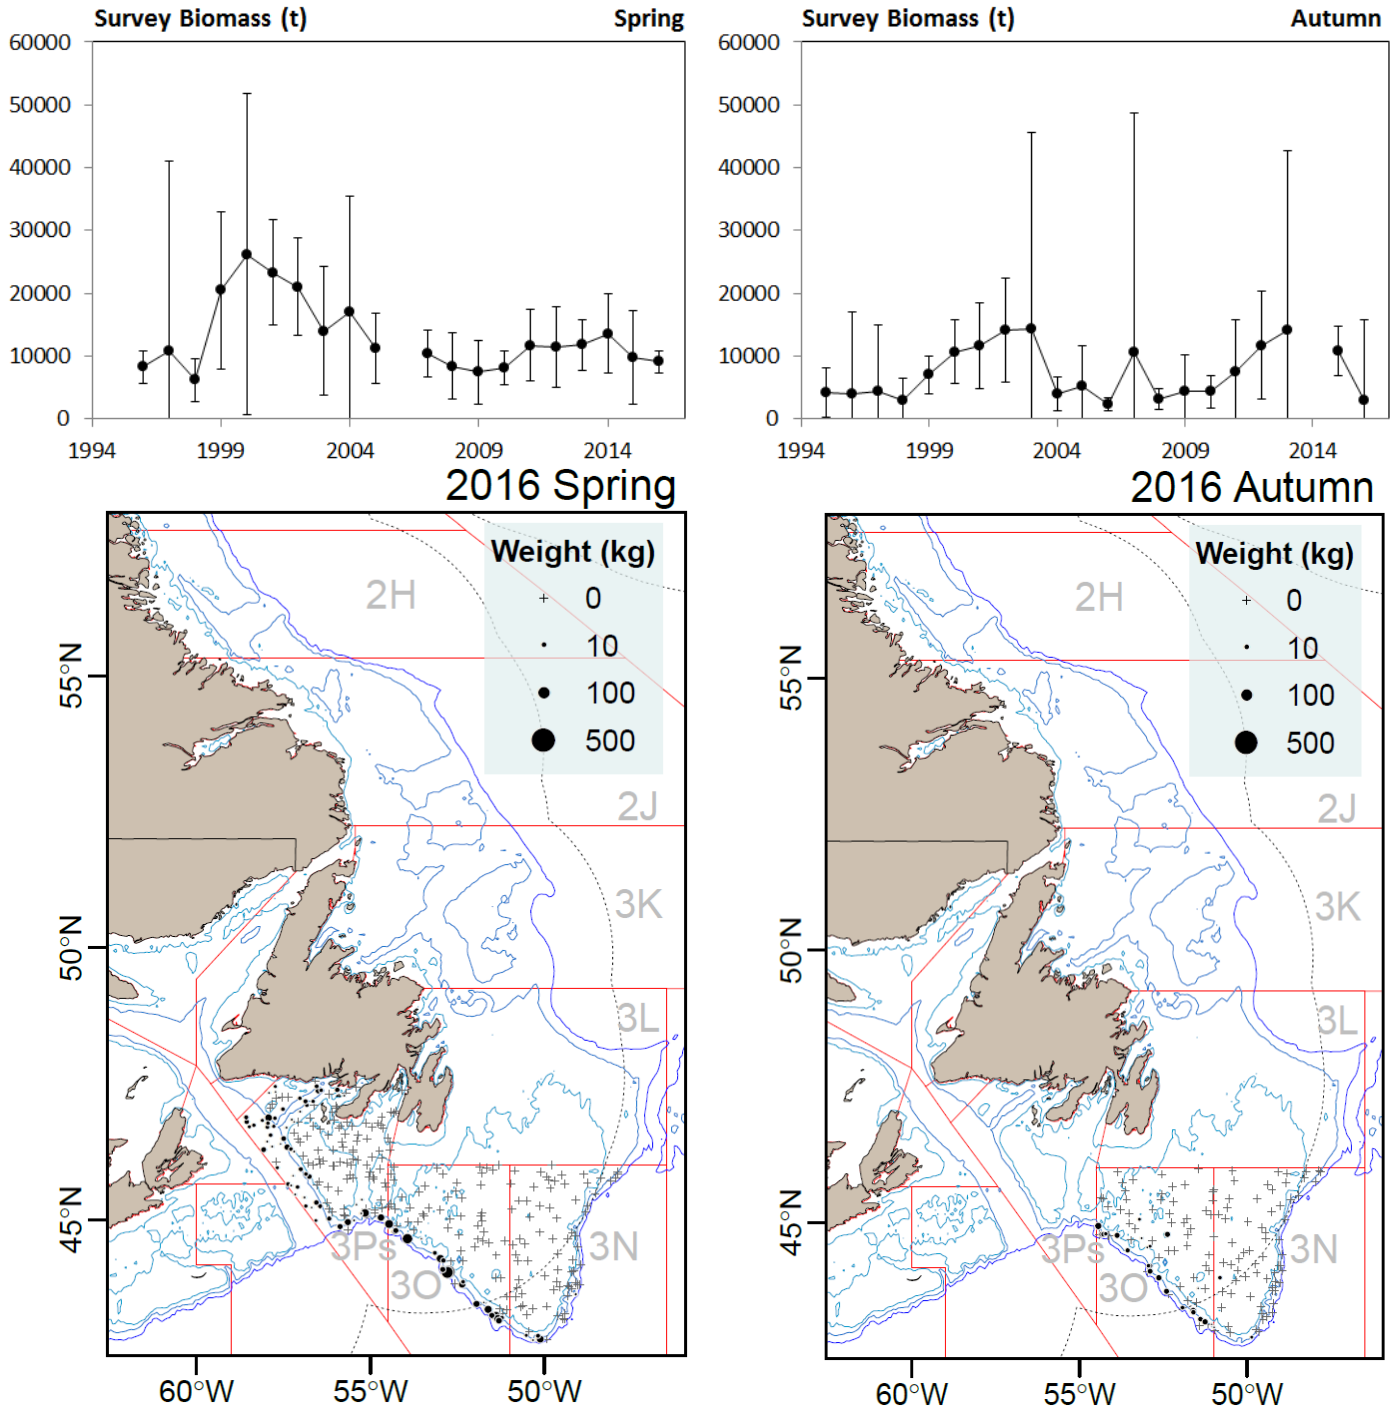 Survey Biomass (t) Spring
60000
50000
40000
30000
20000
10000
0
1994 1999 2004 2009 2014
Survey Biomass (t) Autumn
60000
50000
40000
30000
20000
10000
0
1994 1999 2004 2009 2014
2016 Spring
Weight (kg)
0
10
100
500
2H
2J
3K
3L
3N
3Ps
3O
55°N
50°N
45°N
60°W 55°W 50°W
2016 Autumn
Weight (kg)
0
10
100
500
2H
2J
3K
3L
3N
3Ps
3O
55°N
50°N
45°N
60°W 55°W 50°W